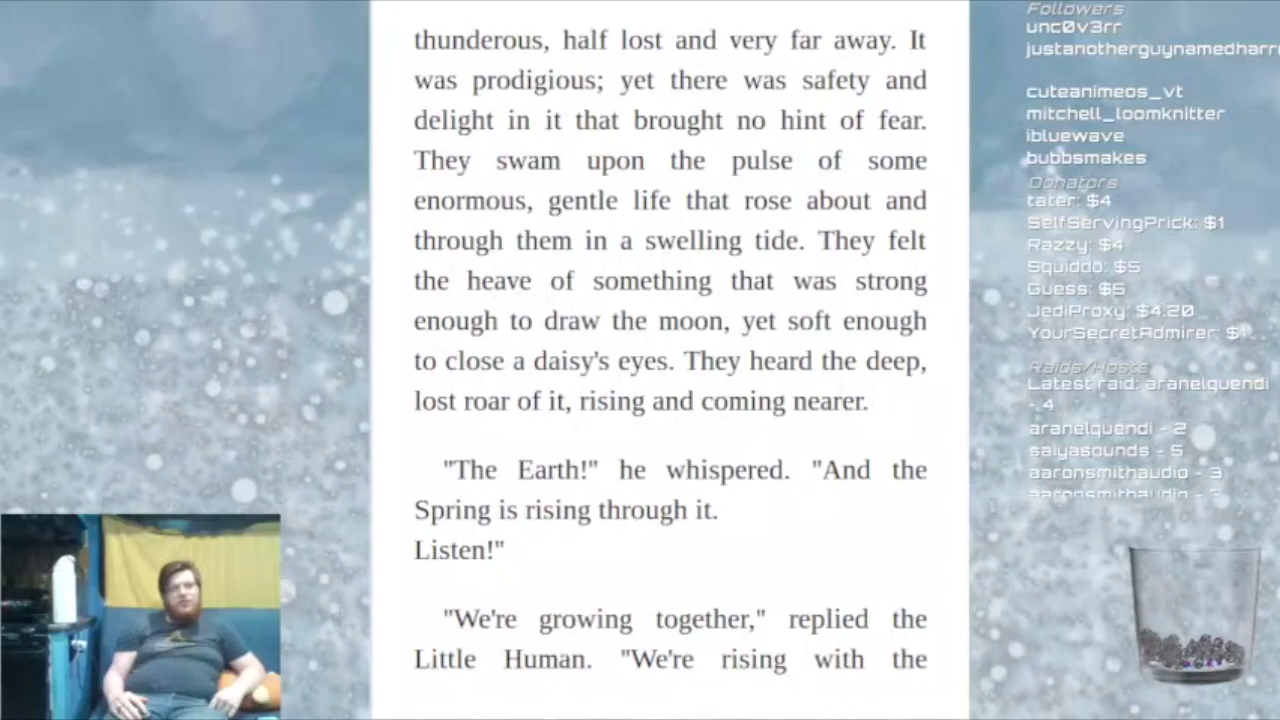 thunderous, half lost and very far away. It
was prodigious; yet there was safety and
delight in it that brought no hint of fear.
They swam upon the pulse of some
enormous, gentle life that rose about and
through them in a swelling tide. They felt
the heave of something that was strong
enough to draw the moon, yet soft enough
to close a daisy's eyes. They heard the deep,
lost roar of it, rising and coming nearer.
"The Earth!" he whispered. "And the
Spring is rising through it.
Listen!"
"We're growing together," replied the
Little Human. "We're rising with the
Followers
unc0v3rr
justanotherguynamedharr
cuteanimeos_vt
mitchell_loomknitter
ibluewave
bubbsmakes
Donators
tater: $4
SelfServingPrick: $1
Razzy: $4
Squiddo: $5
Guess: $5
JediProxy: $4.20
YourSecretAdmirer: $
Raids/Hosts
Latest raid: aranelquendi
- 4
aranelquendi - 2
saiyasounds - 5
aaronsmithaudio - 3
aaronsmithaudio -